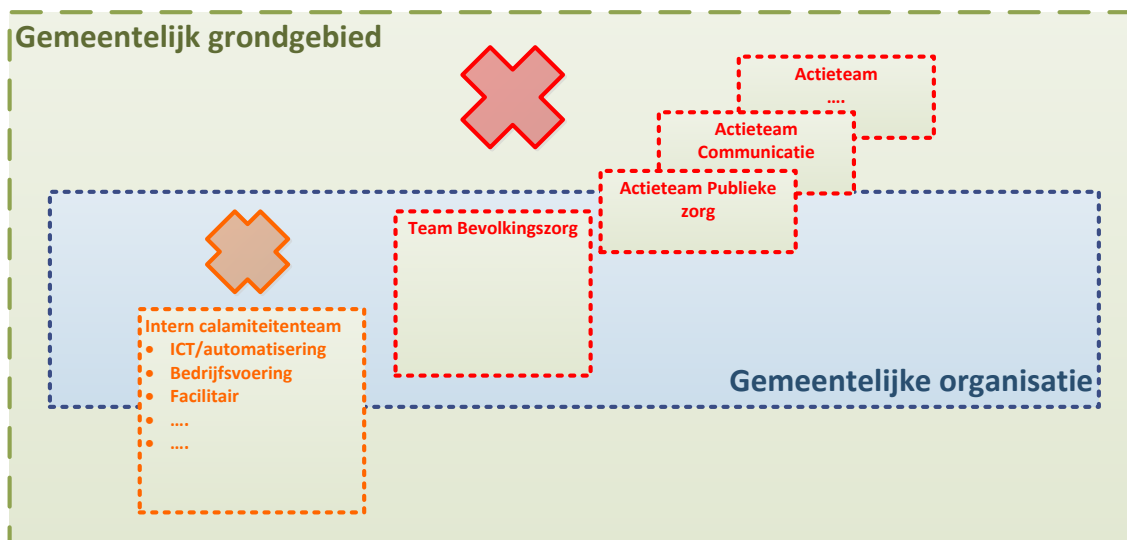 Gemeentelijk grondgebied
Actieteam
....
Actieteam
Communicatie
Actieteam Publieke
zorg
Team Bevolkingszorg
Intern calamiteitenteam
• ICT/automatisering
• Bedrijfsvoering
• Facilitair
• ....
• ....
Gemeentelijke organisatie